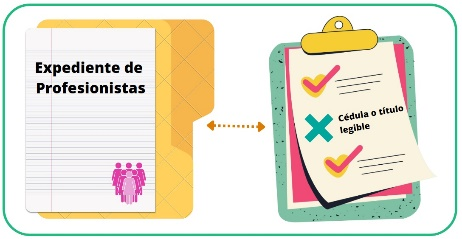 Expediente de
Profesionistas
Cédula o título
legible